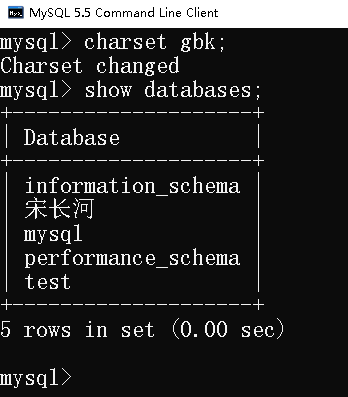 MySQL 5.5 Command Line Client
mysql> charset gbk;
Charset changed
mysql> show databases;
+--------------------+
| Database           |
+--------------------+
| information_schema |
| 宋长河             |
| mysql              |
| performance_schema |
| test               |
+--------------------+
5 rows in set (0.00 sec)
mysql>